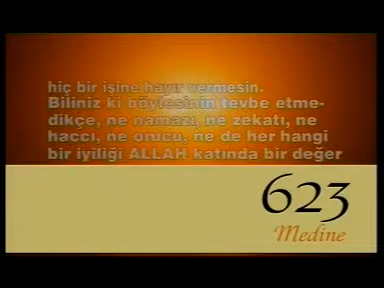 hiç bir işine hayır vermesin.
Biliniz ki böylesinin tevbe etme-
dikçe, ne namazı, ne zekatı, ne
haccı, ne orucu, ne de her hangi
bir iyiliği ALLAH katında bir değer
623
Medine